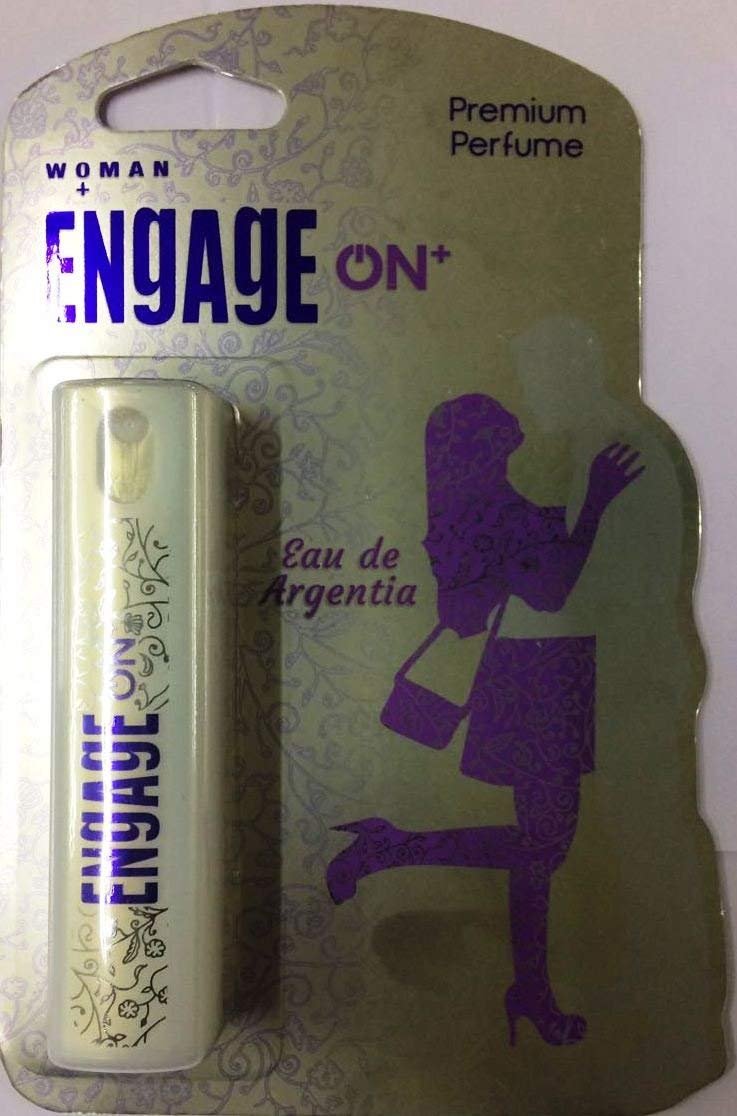 Premium
Perfume
WOMAN
+
ENgAgE ON+
Eau de
Argentia
ENgAgE ON